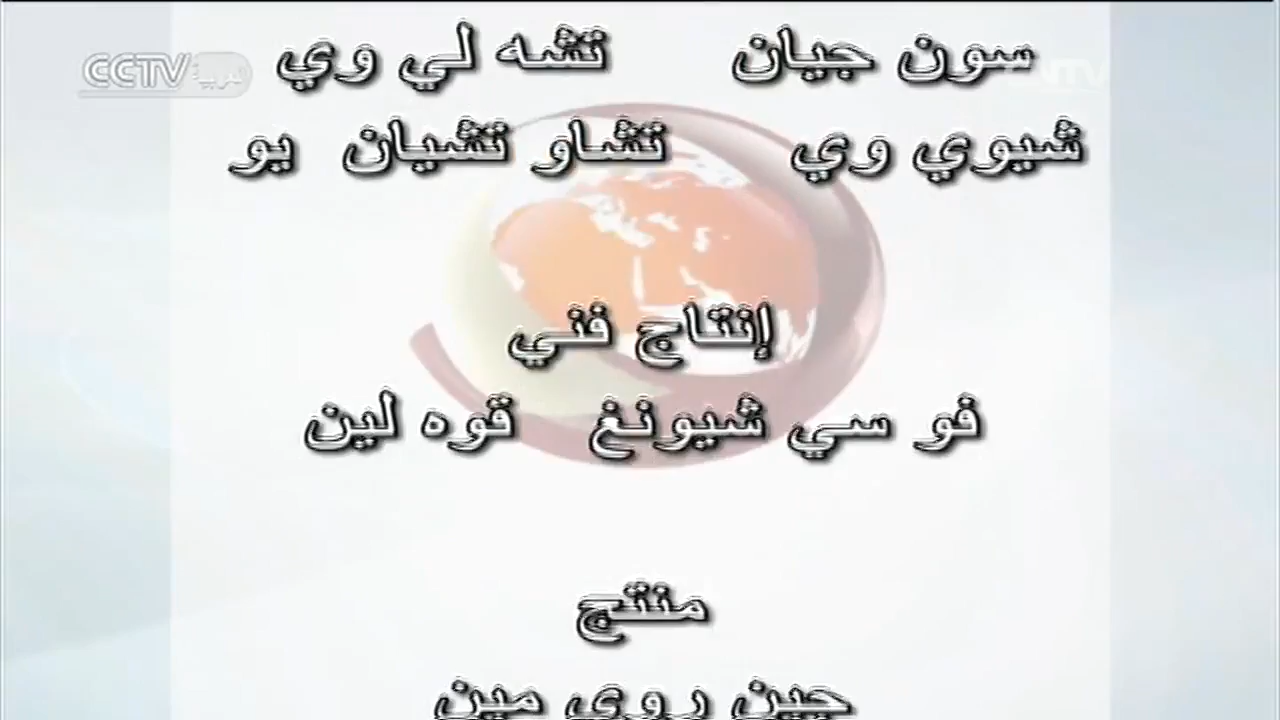 CCTV العربية
سون جيان تشه لي وي
شيوي وي تشاو تشيان يو
إنتاج فني
فو سي شيونغ قوه لين
منتج
جين روي مين